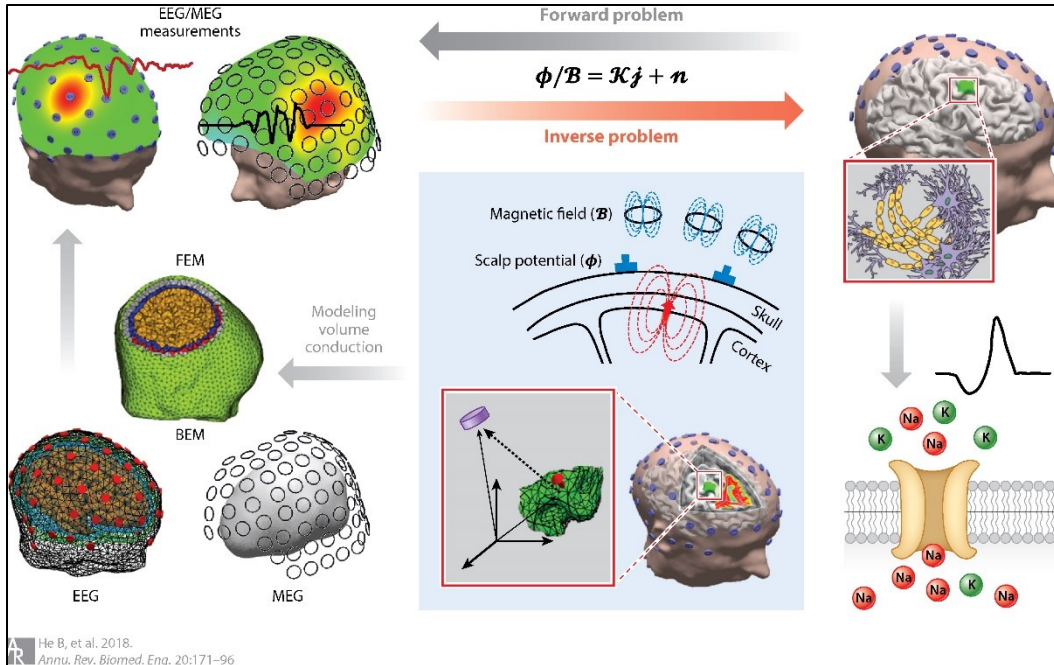 EEG/MEG
measurements
Forward problem
ϕ/B = Kj + n
Inverse problem
Magnetic field (B)
Scalp potential (ϕ)
Skull
Cortex
FEM
Modeling
volume
conduction
BEM
EEG
MEG
Na
K
K
Na
K
Na
Na
Na
K
Na
Na
AR
He B, et al. 2018.
Annu. Rev. Biomed. Eng. 20:171–96